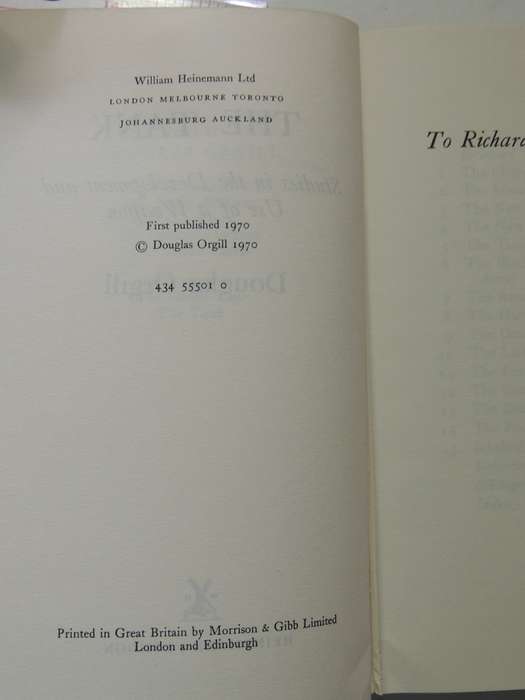 William Heinemann Ltd
LONDON MELBOURNE TORONTO
JOHANNESBURG AUCKLAND
First published 1970
© Douglas Orgill 1970
434 55501 0
Printed in Great Britain by Morrison & Gibb Limited
London and Edinburgh
To Richard